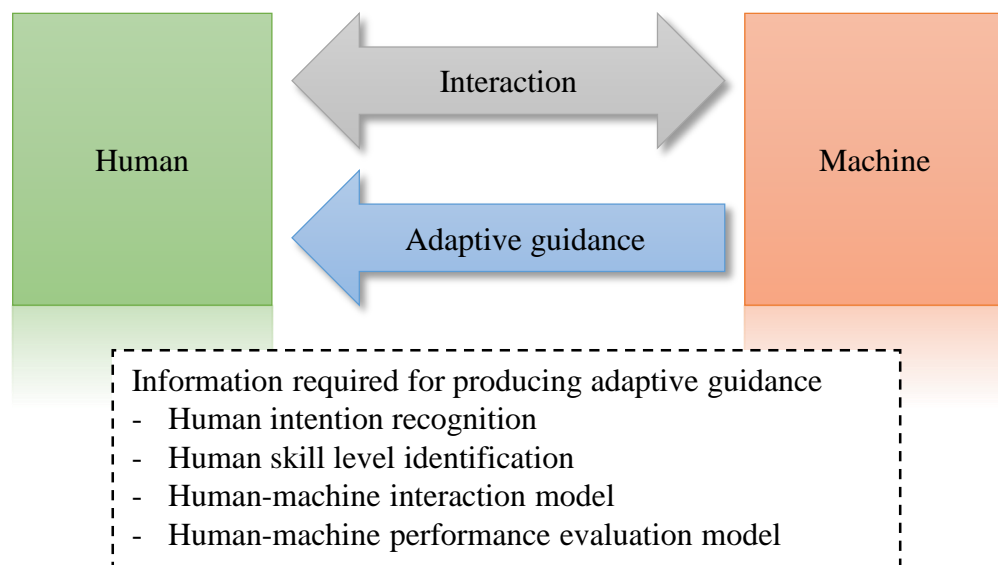 Interaction
Human
Machine
Adaptive guidance
Information required for producing adaptive guidance
- Human intention recognition
- Human skill level identification
- Human-machine interaction model
- Human-machine performance evaluation model